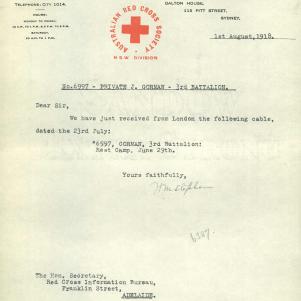 TELEPHONE: CITY 1014.
HOURS:
DALTON HOUSE,
115 PITT STREET,
SYDNEY.
AUSTRALIAN RED CROSS SOCIETY
N.S.W. DIVISION
1st August, 1918.
No.6997 - PRIVATE J. GORMAN - 3rd BATTALION.
Dear Sir,
We have just received from London the following cable,
dated the 23rd July:
"6597, GORMAN, 3rd Battalion:
Rest Camp, June 29th.
Yours faithfully,
The Hon. Secretary,
Red Cross Information Bureau,
Franklin Street,
ADELAIDE.